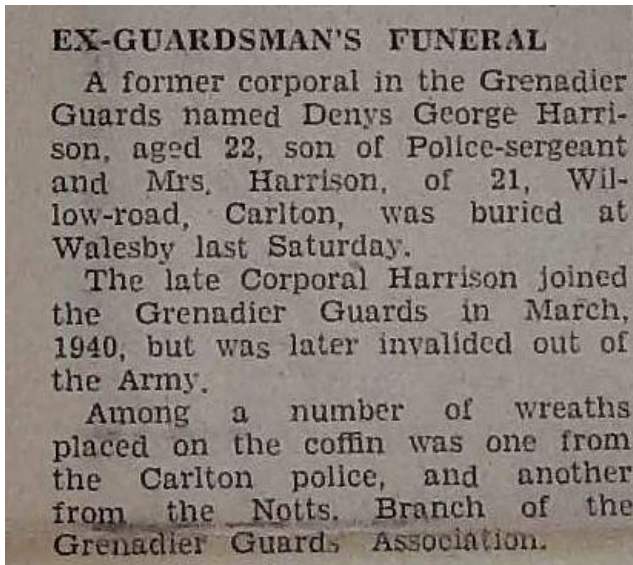 EX-GUARDSMAN'S FUNERAL
A former corporal in the Grenadier
Guards named Denys George Harri-
son, aged 22, son of Police-sergeant
and Mrs. Harrison, of 21, Wil-
low-road, Carlton, was buried at
Walesby last Saturday.
The late Corporal Harrison joined
the Grenadier Guards in March,
1940, but was later invalided out of
the Army.
Among a number of wreaths
placed on the coffin was one from
the Carlton police, and another
from the Notts. Branch of the
Grenadier Guards Association.